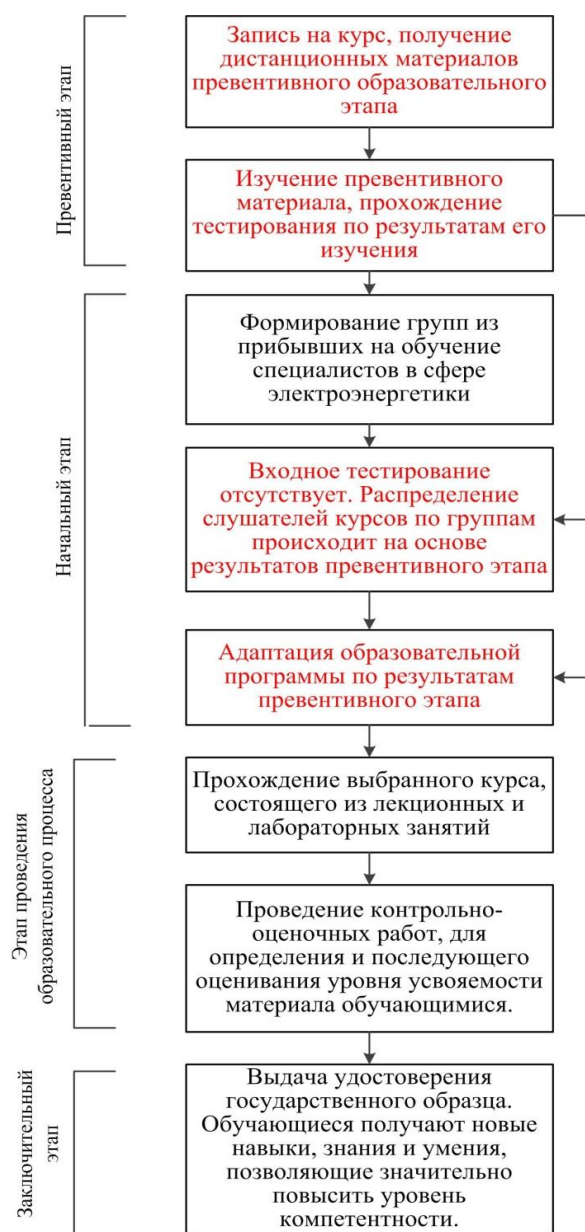 Превентивный этап
Запись на курс, получение
дистанционных материалов
превентивного образовательного
этапа
Изучение превентивного
материала, прохождение
тестирования по результатам его
изучения
Начальный этап
Формирование групп из
прибывших на обучение
специалистов в сфере
электроэнергетики
Входное тестирование
отсутствует. Распределение
слушателей курсов по группам
происходит на основе
результатов превентивного этапа
Адаптация образовательной
программы по результатам
превентивного этапа
Этап проведения
образовательного процесса
Прохождение выбранного курса,
состоящего из лекционных и
лабораторных занятий
Проведение контрольно-
оценочных работ, для
определения и последующего
оценивания уровня усвояемости
материала обучающимися.
Заключительный
этап
Выдача удостоверения
государственного образца.
Обучающиеся получают новые
навыки, знания и умения,
позволяющие значительно
повысить уровень
компетентности.